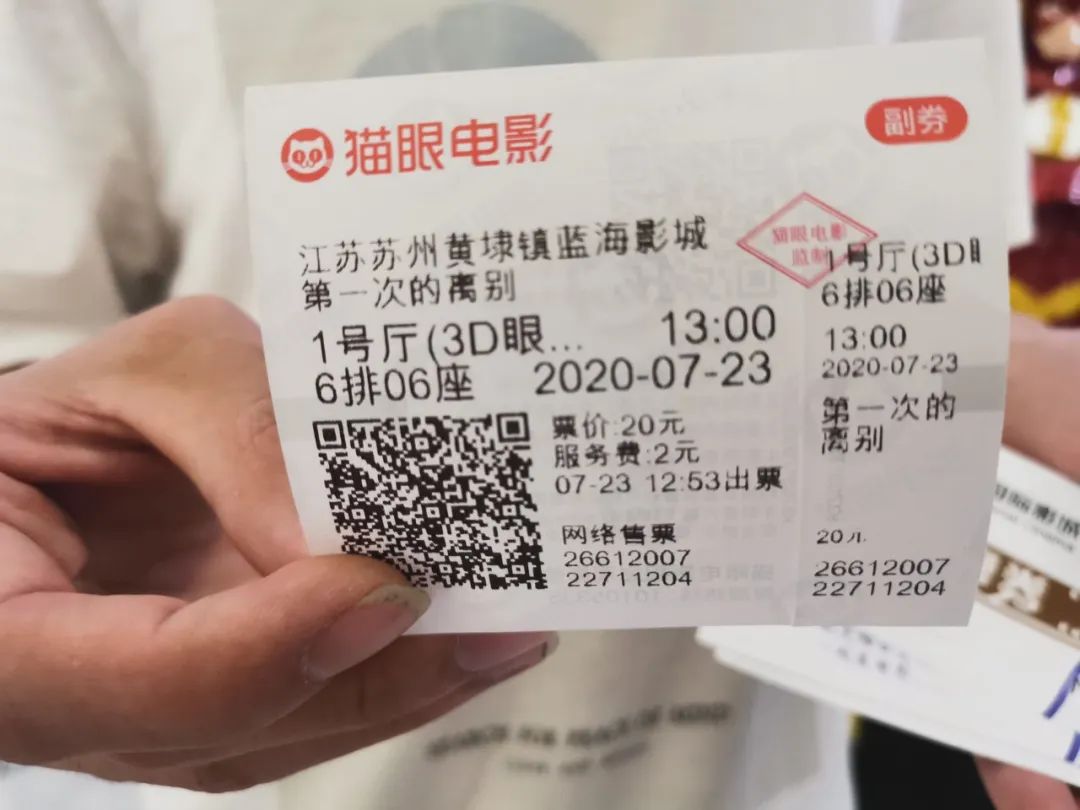 猫眼电影
副券
江苏苏州黄埭镇蓝海影城
第一次的离别
1号厅(3D眼... 13:00
6排06座 2020-07-23
票价:20元
服务费:2元
07-23 12:53出票
网络售票
26612007
22711204
猫眼电影
监制
1号厅(3D
6排06座
13:00
2020-07-23
第一次的
离别
20元
26612007
22711204